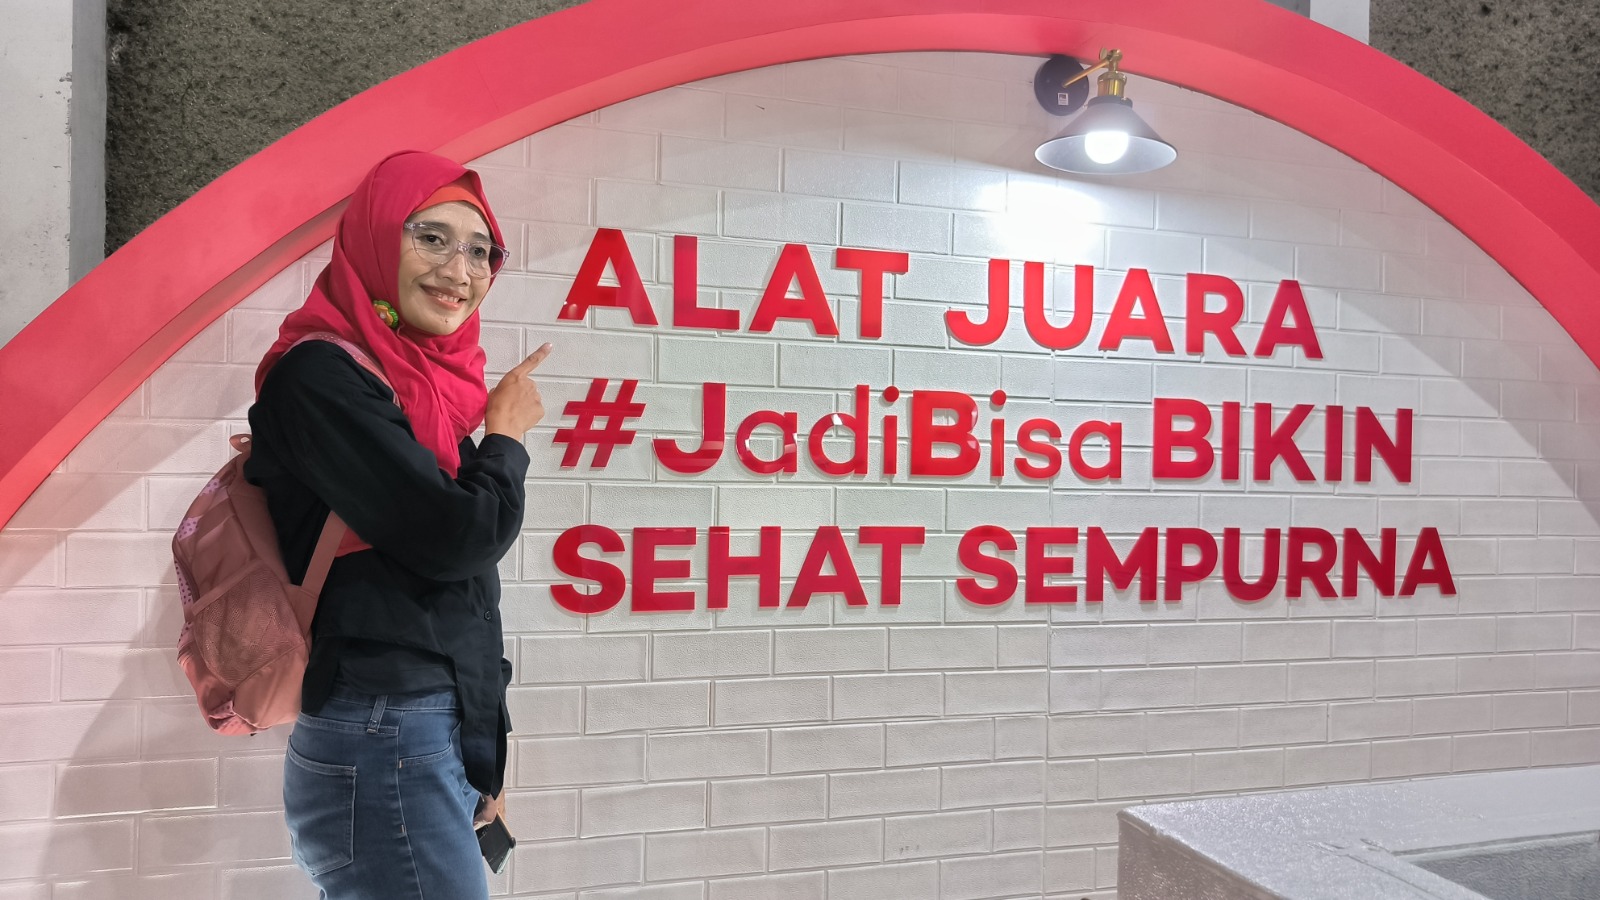 ALAT JUARA
#JadiBisa BIKIN
SEHAT SEMPURNA